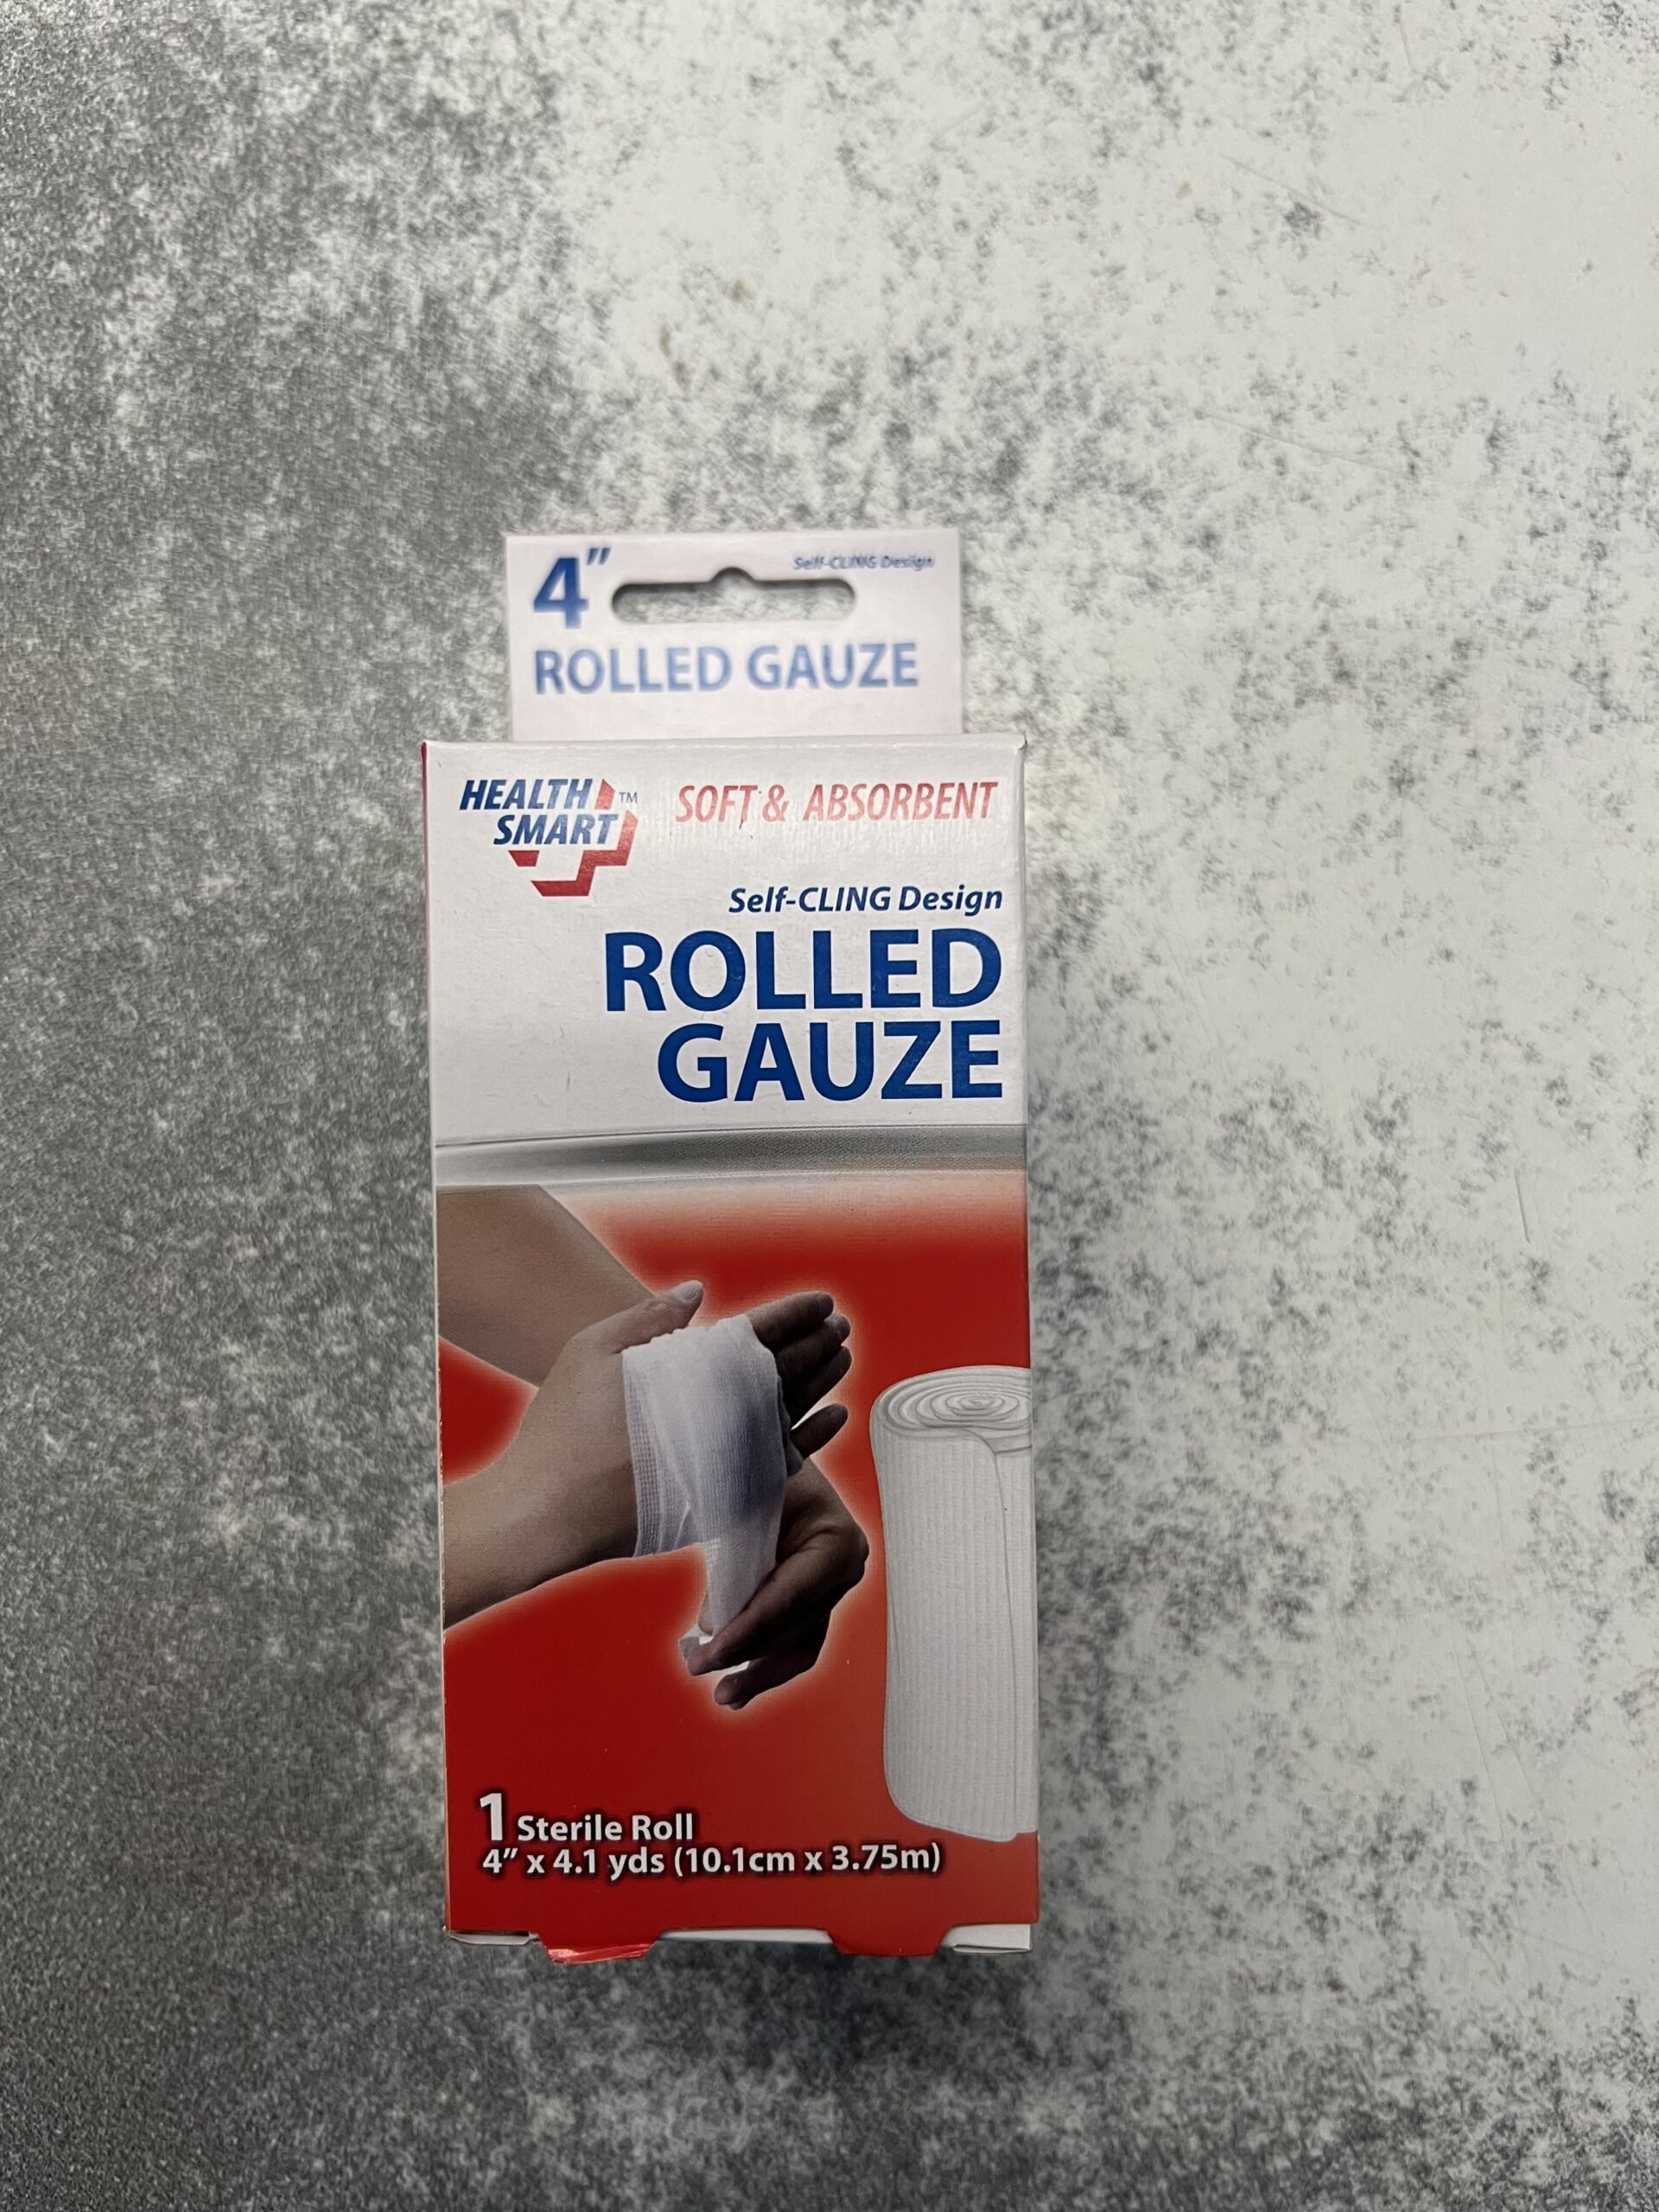 4"
Self-CLING Design
ROLLED GAUZE
HEALTH
SMART
™
SOFT & ABSORBENT
Self-CLING Design
ROLLED
GAUZE
1 Sterile Roll
4" x 4.1 yds (10.1cm x 3.75m)